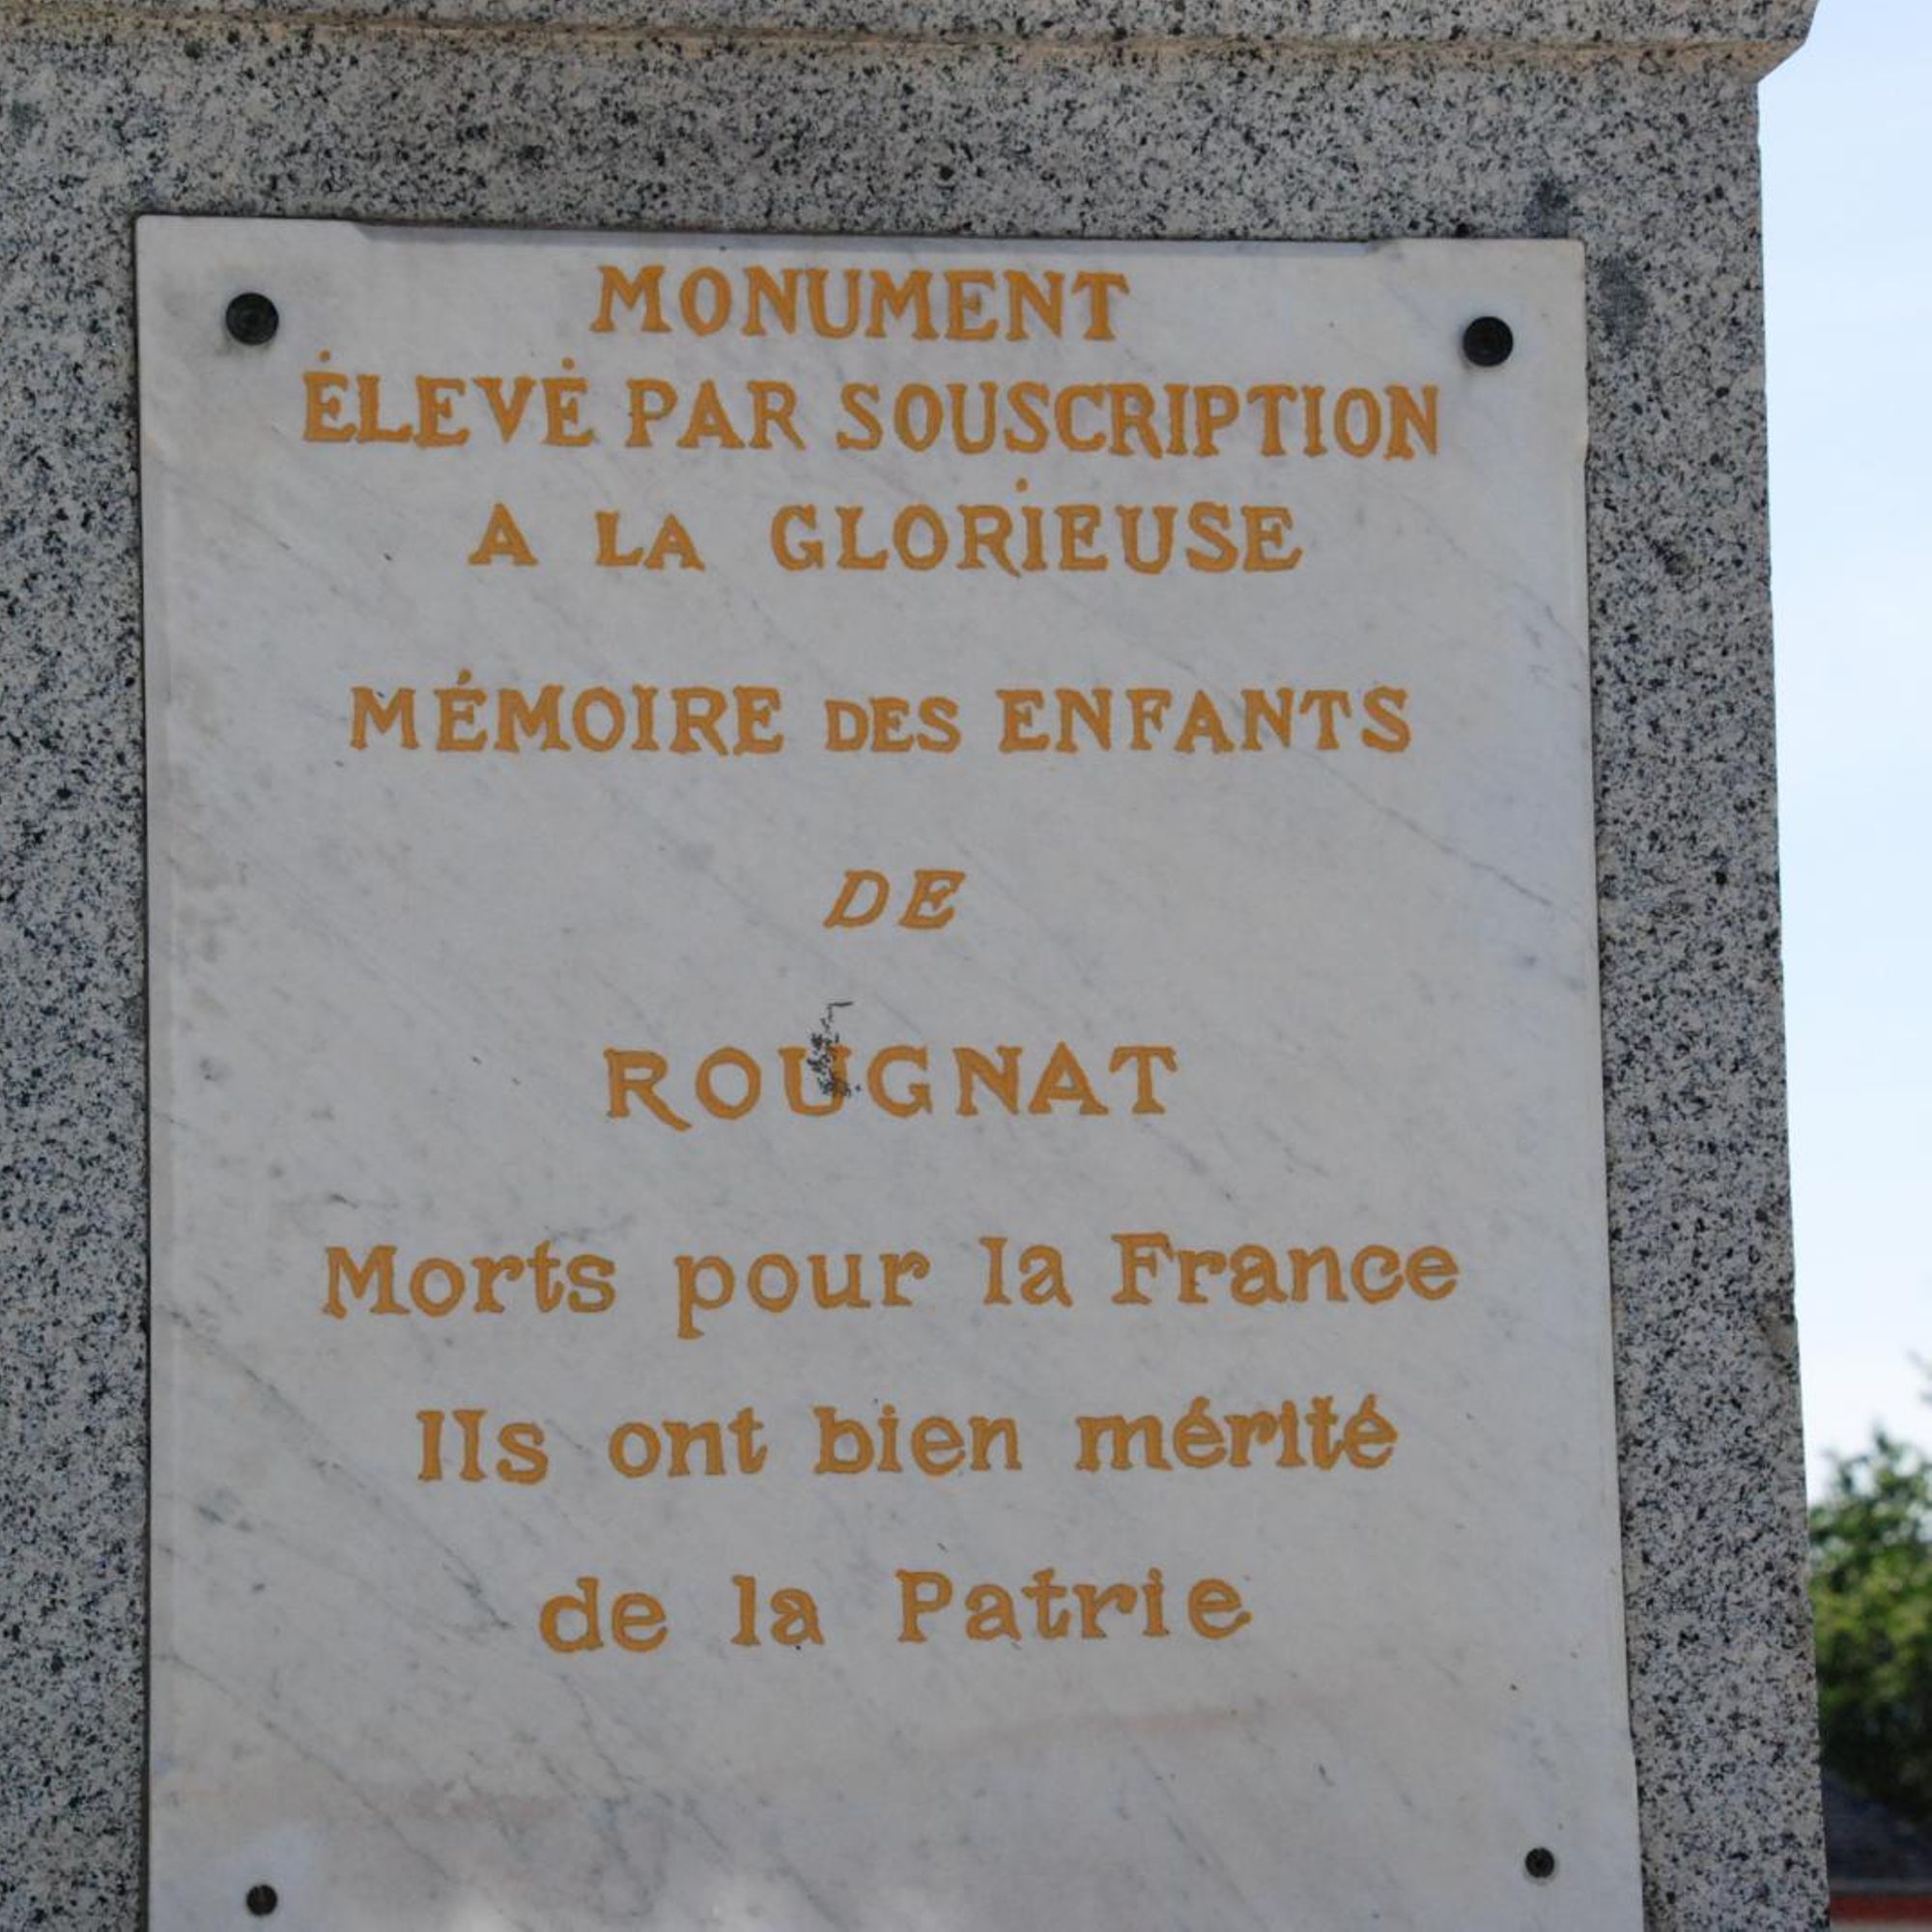 MONUMENT
ÉLEVÉ PAR SOUSCRIPTION
A LA GLORIEUSE
MÉMOIRE DES ENFANTS
DE
ROUGNAT
Morts pour la France
Ils ont bien mérité
de la Patrie